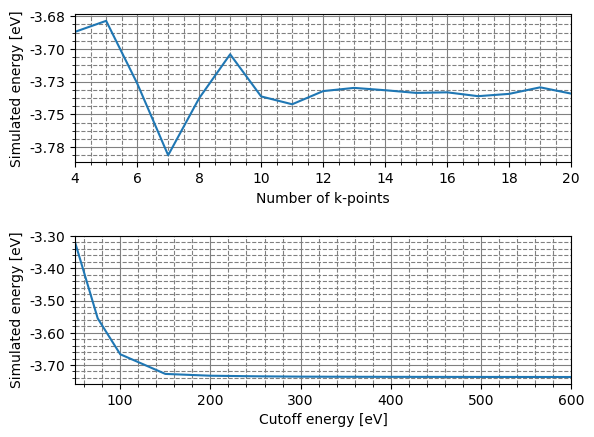 Simulated energy [eV]
-3.68
-3.70
-3.73
-3.75
-3.78
4 6 8 10 12 14 16 18 20
Number of k-points
Simulated energy [eV]
-3.30
-3.40
-3.50
-3.60
-3.70
100 200 300 400 500 600
Cutoff energy [eV]